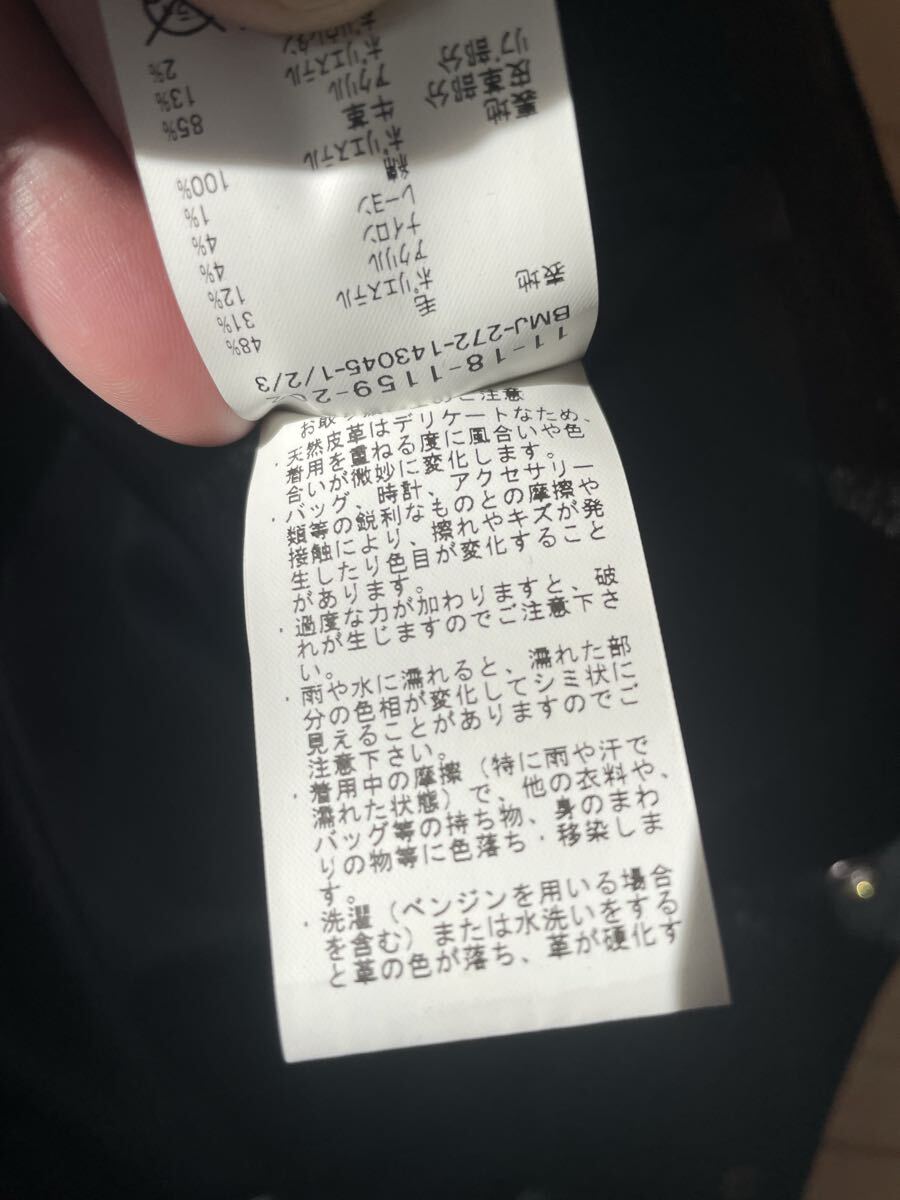 11-18-1159-20
BMJ-272-143045-1/2/3
表地 毛 48%
ポリエステル 31%
アクリル 12%
ナイロン 4%
レーヨン 4%
綿 1%
裏地 ポリエステル 100%
皮革部分 牛革
リブ部分 アクリル 85%
ポリエステル 13%
ポリウレタン 2%
お取 ご注意
・天然皮革はデリケートなため、
着用を重ねる度に風合いや色
合いが微妙に変化します。
・バッグ、時計、アクセサリー
類等の鋭利なものとの摩擦や
接触により、擦れやキズが発
生したり色目が変化すること
があります。
・過度な力が加わりますと、破
れが生じますのでご注意下さ
い。
・雨や水に濡れると、濡れた部
分の色相が変化してシミ状に
見えることがありますのでご
注意下さい。
・着用中の摩擦（特に雨や汗で
濡れた状態）で、他の衣料や、
バッグ等の持ち物、身のまわ
りの物等に色落ち・移染しま
す。
・洗濯（ベンジンを用いる場合
を含む）または水洗いをする
と革の色が落ち、革が硬化す